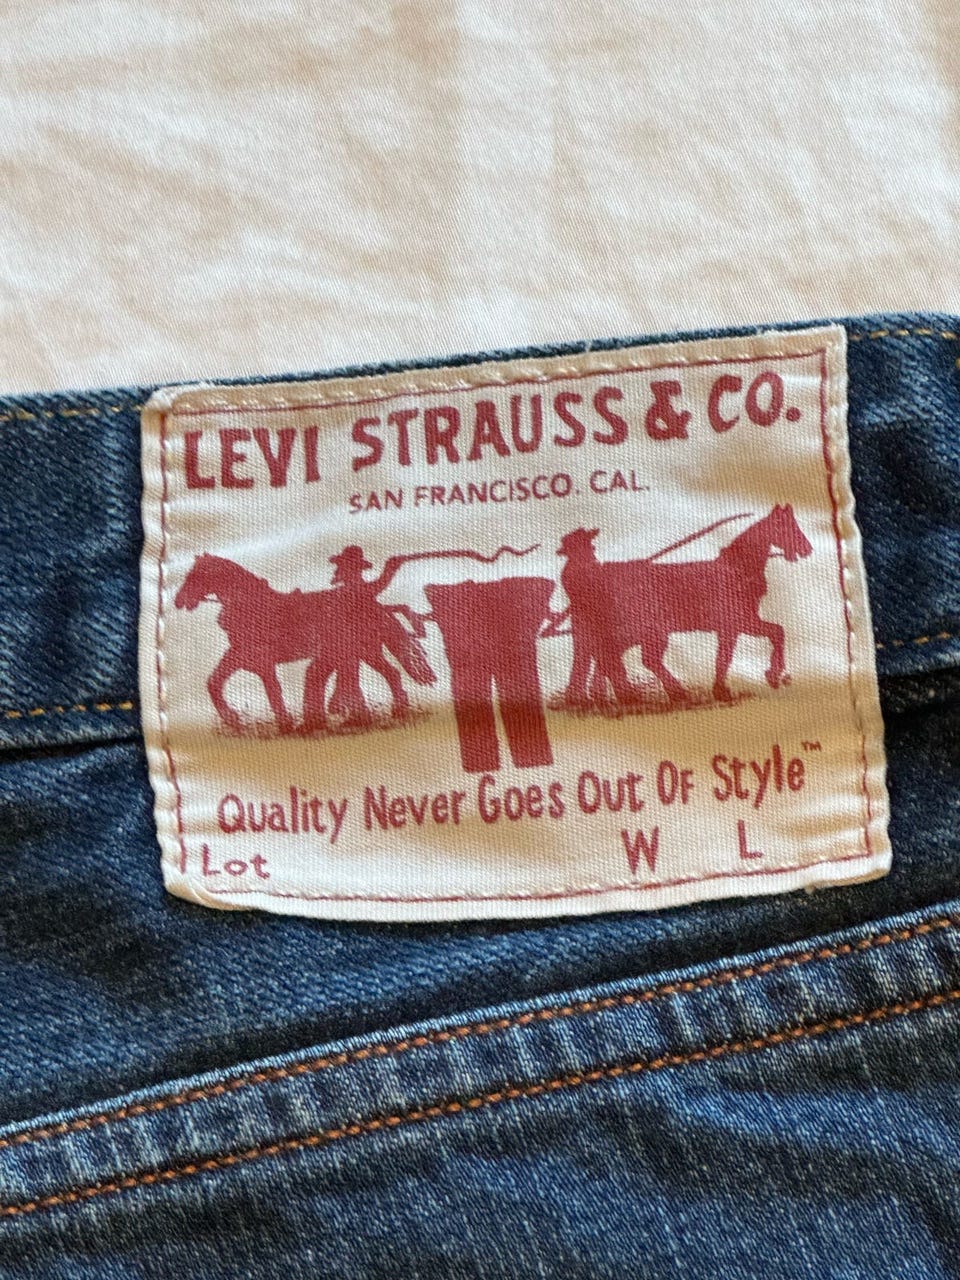 LEVI STRAUSS & CO.
SAN FRANCISCO. CAL.
Quality Never Goes Out Of Style™
Lot W L